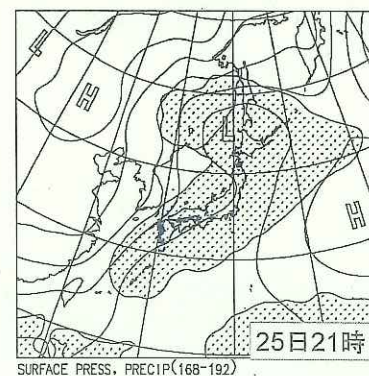 L
H
L
H
25日21時
SURFACE PRESS, PRECIP(168-192)